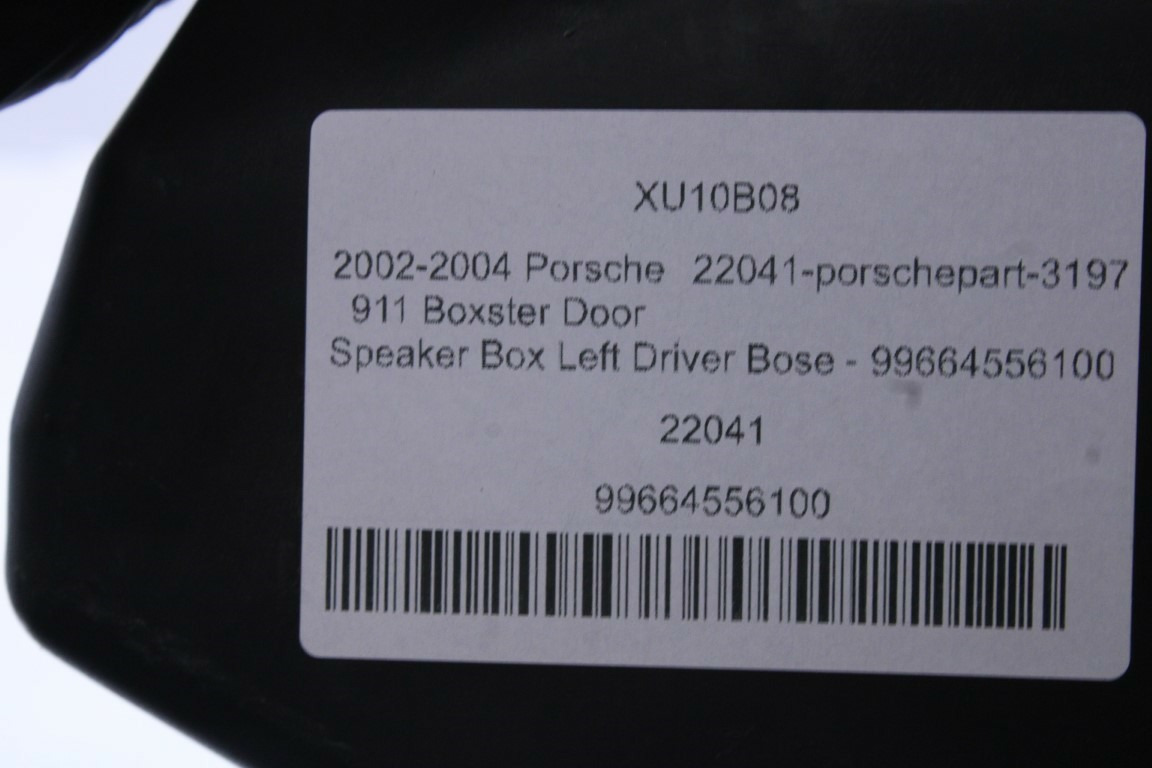 XU10B08
2002-2004 Porsche 22041-porschepart-3197
911 Boxster Door
Speaker Box Left Driver Bose - 99664556100
22041
99664556100